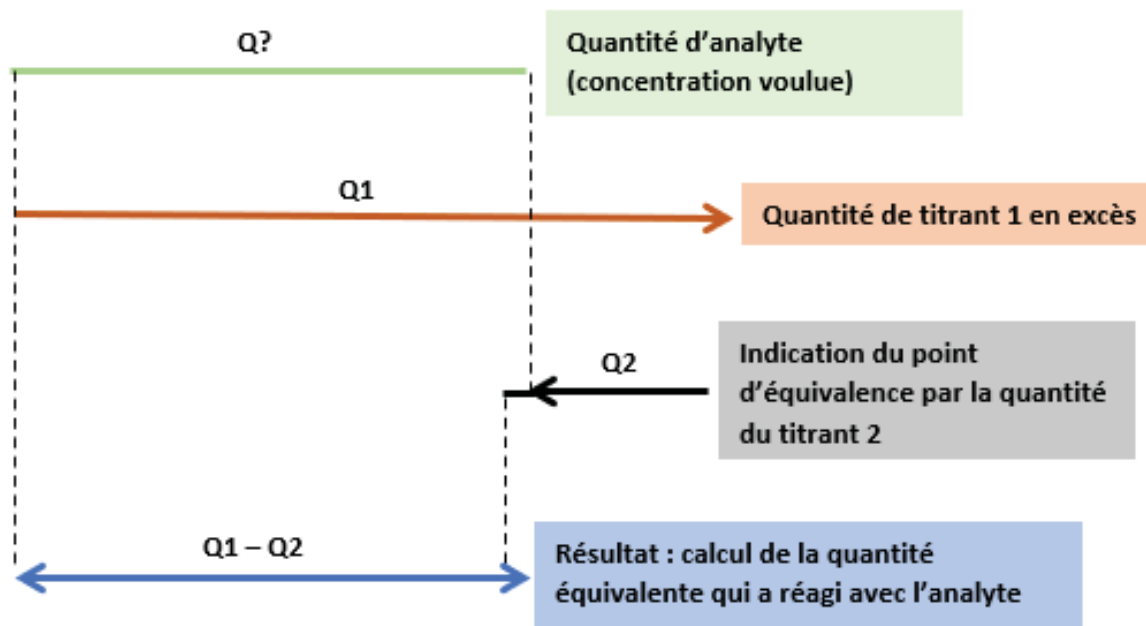 Q?
Quantité d’analyte
(concentration voulue)
Q1
Quantité de titrant 1 en excès
Q2
Indication du point
d’équivalence par la quantité
du titrant 2
Q1 – Q2
Résultat : calcul de la quantité
équivalente qui a réagi avec l’analyte